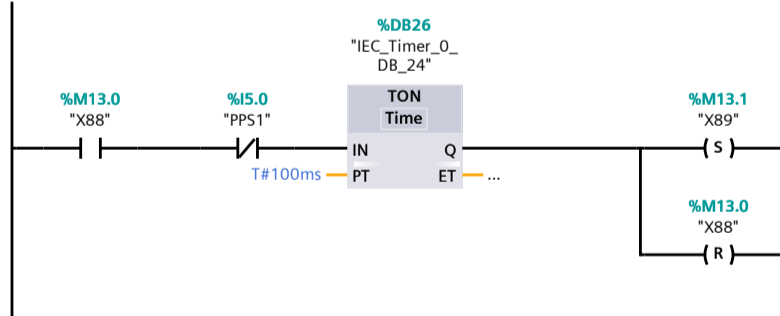 %DB26
"IEC_Timer_0_
DB_24"
%M13.0
"X88"
%I5.0
"PPS1"
TON
Time
IN
Q
T#100ms
PT
ET
...
%M13.1
"X89"
S
%M13.0
"X88"
R